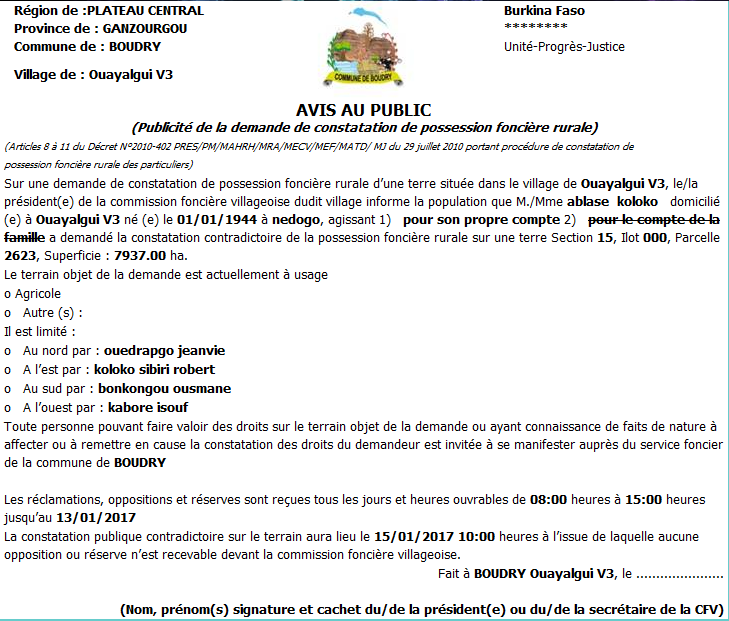 Région de :PLATEAU CENTRAL
Province de : GANZOURGOU
Commune de : BOUDRY
Village de : Ouayalgui V3
COMMUNE DE BOUDRY
Burkina Faso
********
Unité-Progrès-Justice
AVIS AU PUBLIC
(Publicité de la demande de constatation de possession foncière rurale)
(Articles 8 à 11 du Décret N°2010-402 PRES/PM/MAHRH/MRA/MECV/MEF/MATD/ MJ du 29 juillet 2010 portant procédure de constatation de
possession foncière rurale des particuliers)
Sur une demande de constatation de possession foncière rurale d'une terre située dans le village de Ouayalgui V3, le/la
président(e) de la commission foncière villageoise dudit village informe la population que M./Mme ablase koloko domicilié
(e) à Ouayalgui V3 né (e) le 01/01/1944 à nedogo, agissant 1) pour son propre compte 2) pour le compte de la
famille a demandé la constatation contradictoire de la possession foncière rurale sur une terre Section 15, Ilot 000, Parcelle
2623, Superficie : 7937.00 ha.
Le terrain objet de la demande est actuellement à usage
o Agricole
o Autre (s) :
Il est limité :
o Au nord par : ouedrapgo jeanvie
o A l'est par : koloko sibiri robert
o Au sud par : bonkongou ousmane
o A l'ouest par : kabore isouf
Toute personne pouvant faire valoir des droits sur le terrain objet de la demande ou ayant connaissance de faits de nature à
affecter ou à remettre en cause la constatation des droits du demandeur est invitée à se manifester auprès du service foncier
de la commune de BOUDRY
Les réclamations, oppositions et réserves sont reçues tous les jours et heures ouvrables de 08:00 heures à 15:00 heures
jusqu'au 13/01/2017
La constatation publique contradictoire sur le terrain aura lieu le 15/01/2017 10:00 heures à l'issue de laquelle aucune
opposition ou réserve n'est recevable devant la commission foncière villageoise.
Fait à BOUDRY Ouayalgui V3, le ......................
(Nom, prénom(s) signature et cachet du/de la président(e) ou du/de la secrétaire de la CFV)